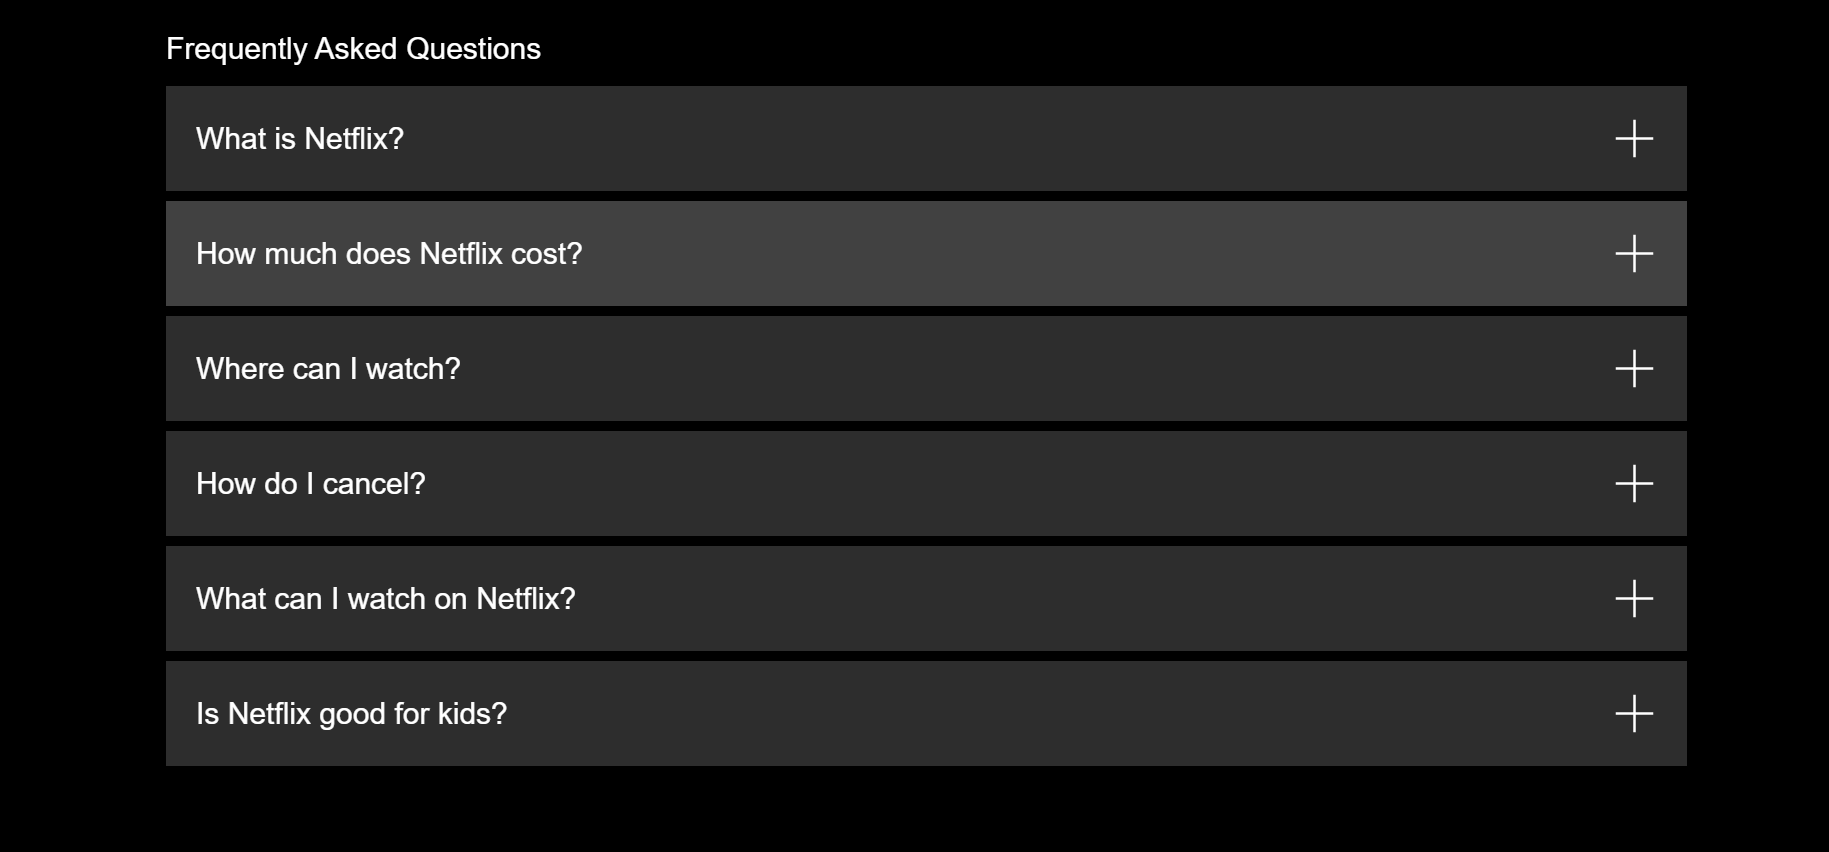 Frequently Asked Questions
What is Netflix?
How much does Netflix cost?
Where can I watch?
How do I cancel?
What can I watch on Netflix?
Is Netflix good for kids?